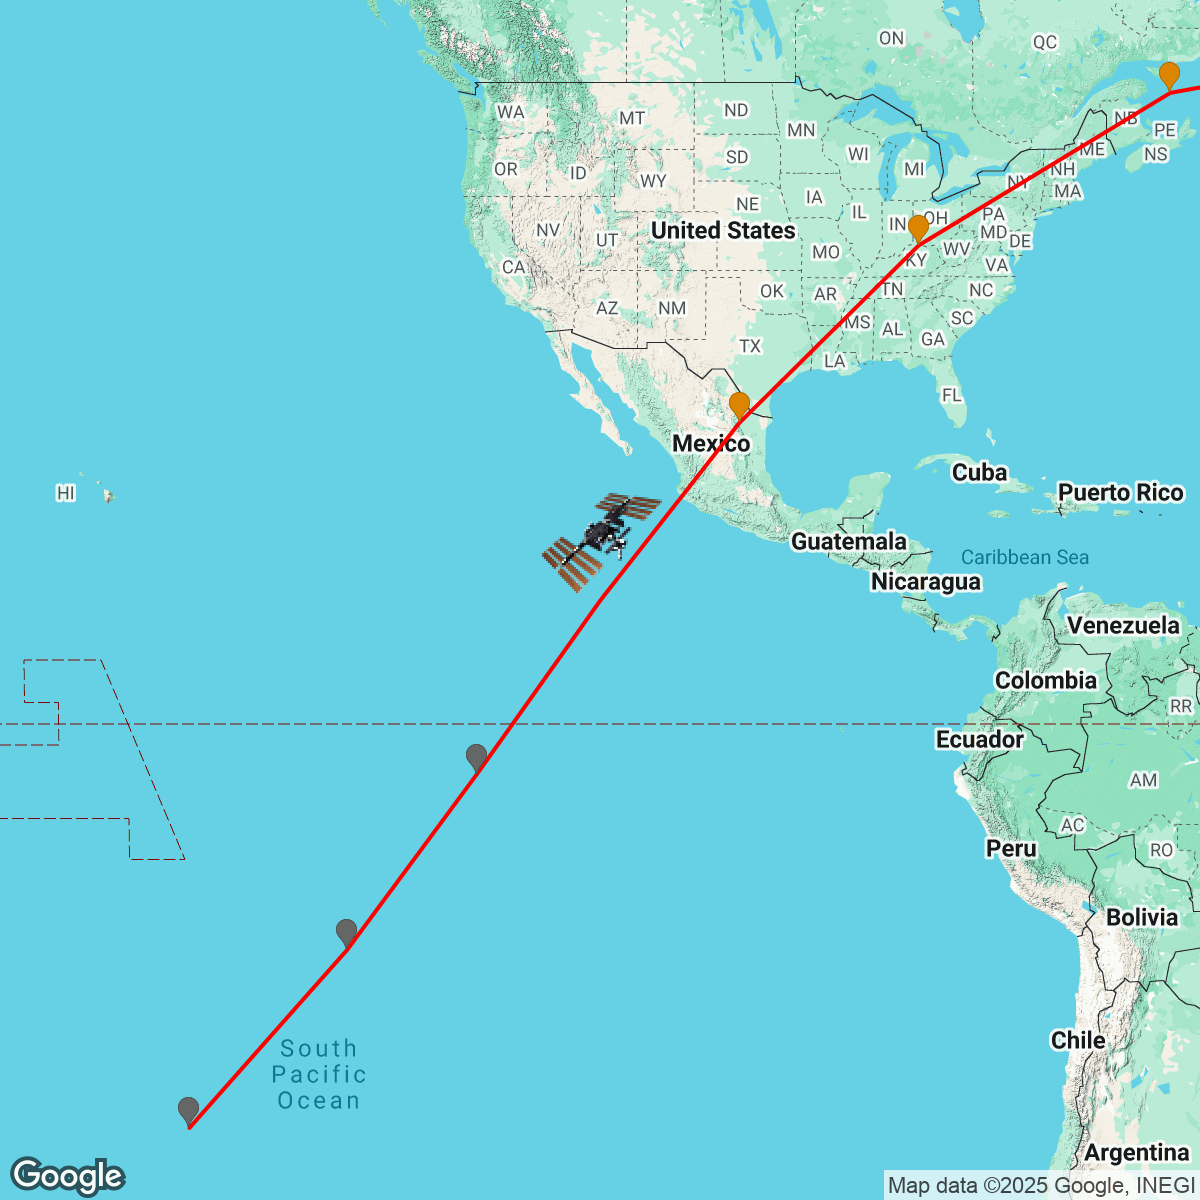 ON
QC
WA
MT
ND
MN
NB
PE
OR
ID
SD
WI
MI
ME
NS
WY
NH
NE
IA
NY
MA
IL
NV
UT
United States
IN
OH
PA
MD
DE
CA
MO
KY
WV
VA
AZ
NM
OK
AR
TN
NC
MS
AL
SC
GA
TX
LA
FL
Mexico
Cuba
HI
Puerto Rico
Guatemala
Caribbean Sea
Nicaragua
Venezuela
Colombia
RR
Ecuador
AM
AC
Peru
RO
Bolivia
Chile
South
Pacific
Ocean
Argentina
Google
Map data ©2025 Google, INEGI